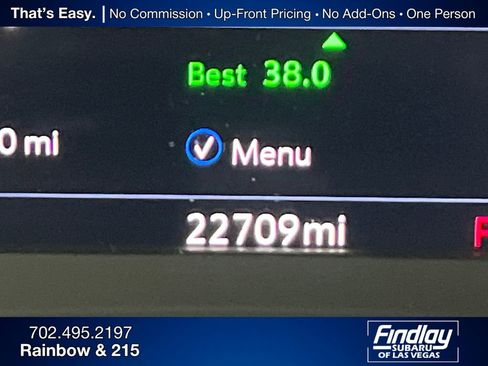 That's Easy. | No Commission • Up-Front Pricing • No Add-Ons • One Person
Best 38.0
0 mi
Menu
22709mi
702.495.2197
Rainbow & 215
Findlay
SUBARU
OF LAS VEGAS